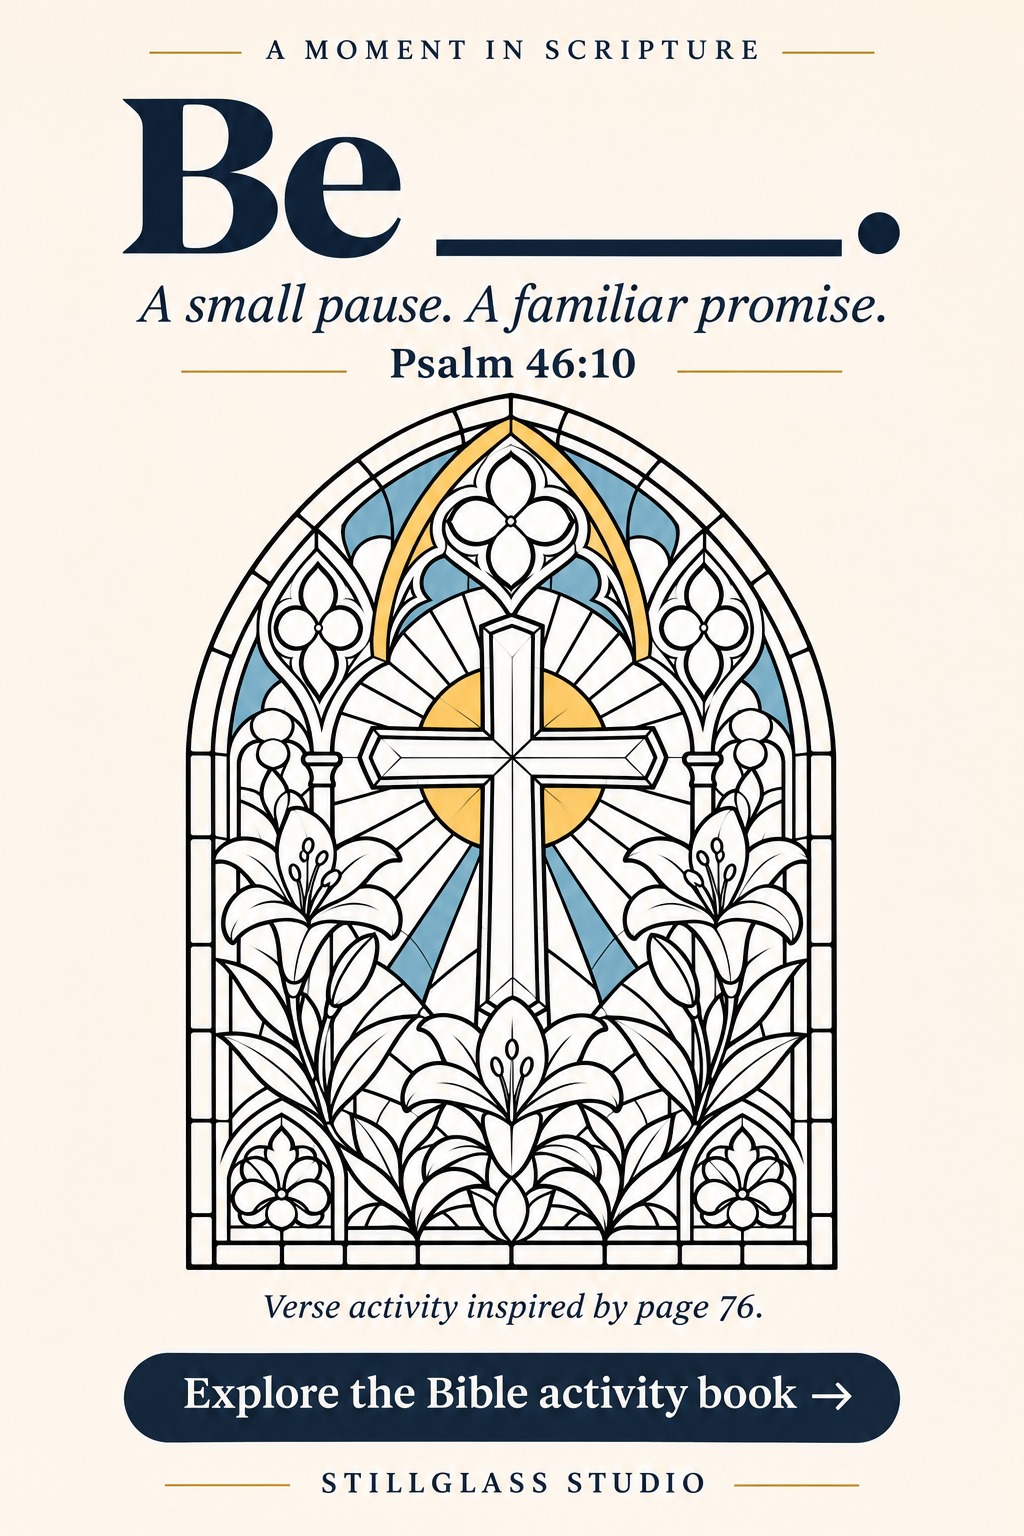 A MOMENT IN SCRIPTURE
Be ____.
A small pause. A familiar promise.
Psalm 46:10
Verse activity inspired by page 76.
Explore the Bible activity book →
STILLGLASS STUDIO